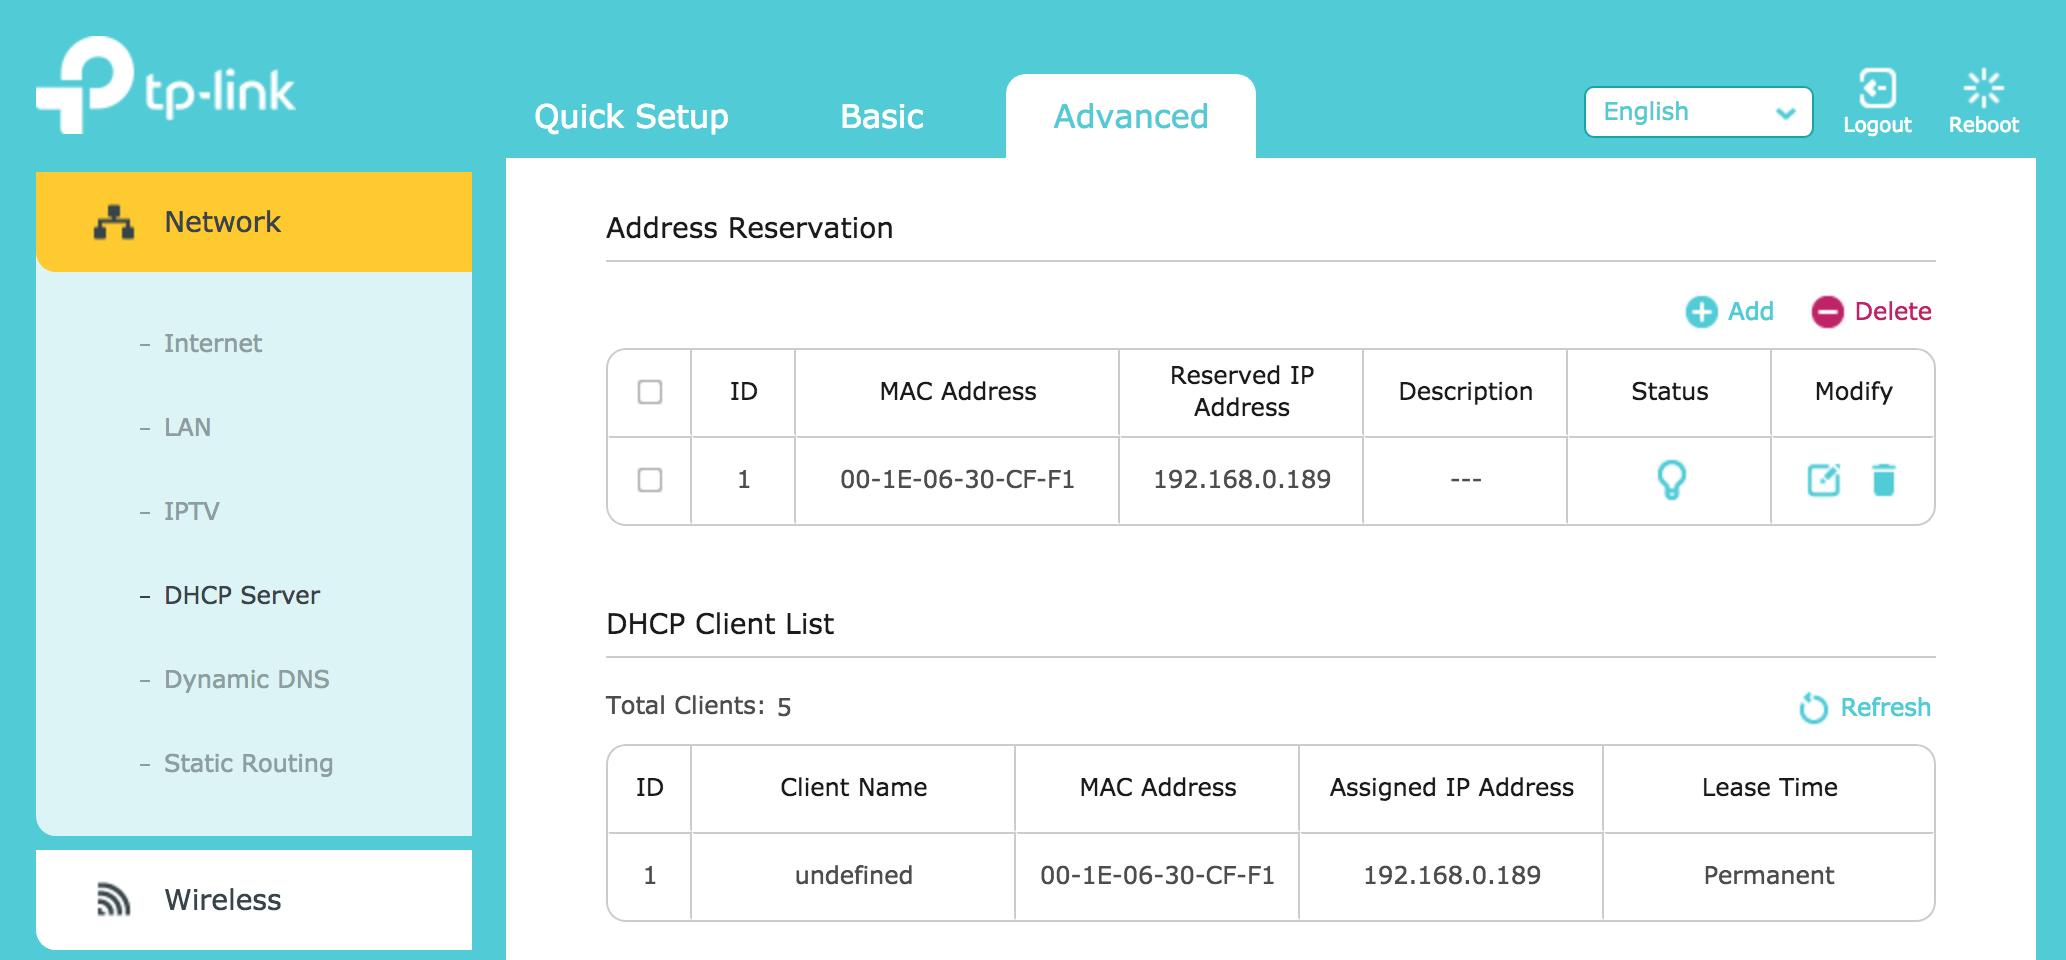 tp-link
Quick Setup
Basic
Advanced
English
Logout
Reboot
Network
- Internet
- LAN
- IPTV
- DHCP Server
- Dynamic DNS
- Static Routing
Wireless
Address Reservation
Add
Delete
ID MAC Address Reserved IP Address Description Status Modify
1 00-1E-06-30-CF-F1 192.168.0.189 ---
DHCP Client List
Total Clients: 5
Refresh
ID Client Name MAC Address Assigned IP Address Lease Time
1 undefined 00-1E-06-30-CF-F1 192.168.0.189 Permanent